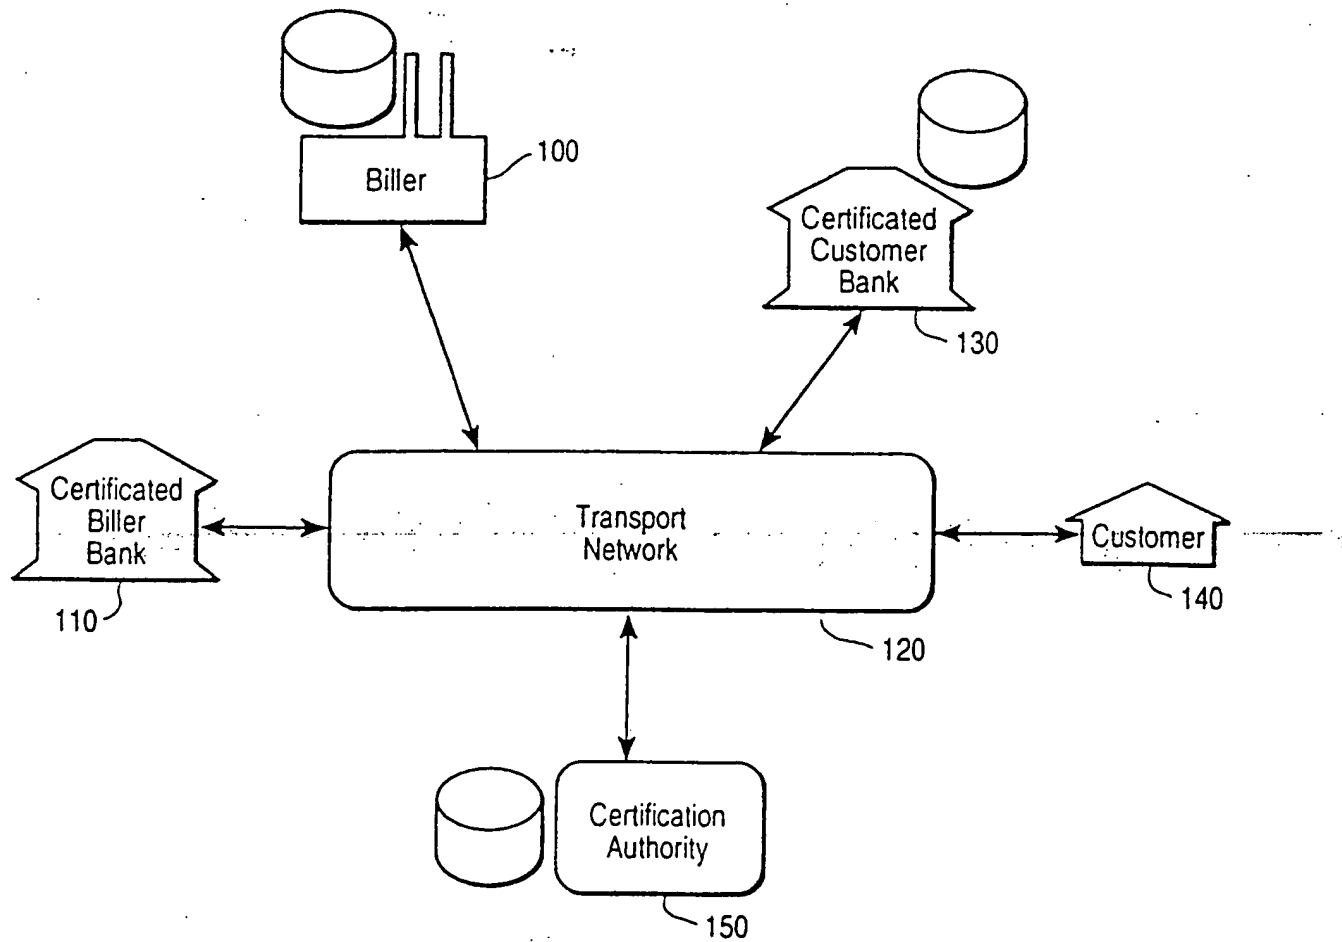 100
Biller
Certificated
Customer
Bank
130
Certificated
Biller
Bank
110
Transport
Network
120
Customer
140
Certification
Authority
150